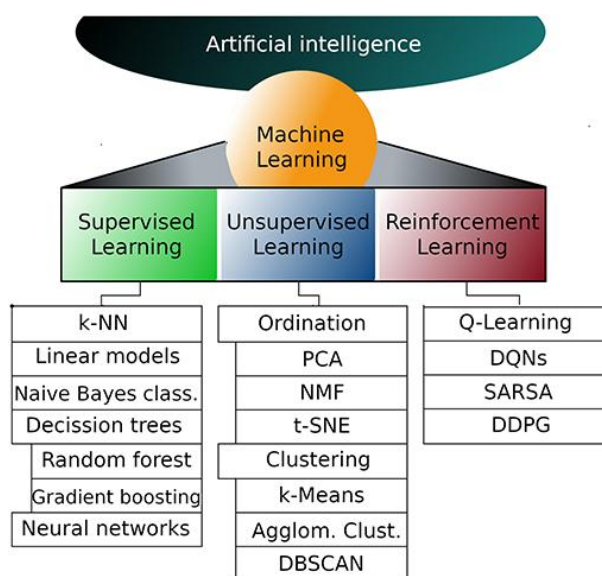 Artificial intelligence
Machine
Learning
Supervised
Learning
Unsupervised
Learning
Reinforcement
Learning
k-NN
Linear models
Naive Bayes class.
Decission trees
Random forest
Gradient boosting
Neural networks
Ordination
PCA
NMF
t-SNE
Clustering
k-Means
Agglom. Clust.
DBSCAN
Q-Learning
DQNs
SARSA
DDPG